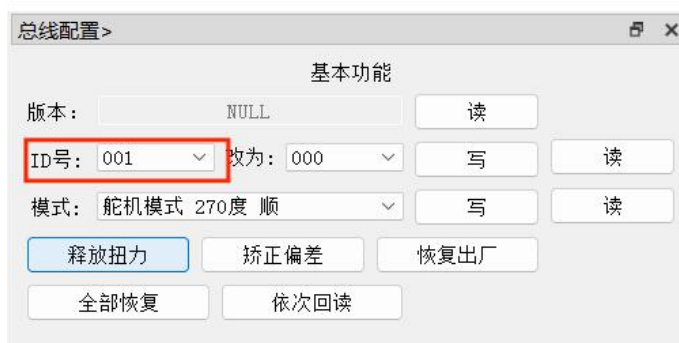 总线配置>
基本功能
版本： NULL 读
ID号： 001 改为： 000 写 读
模式： 舵机模式 270度 顺 写 读
释放扭力 矫正偏差 恢复出厂
全部恢复 依次回读